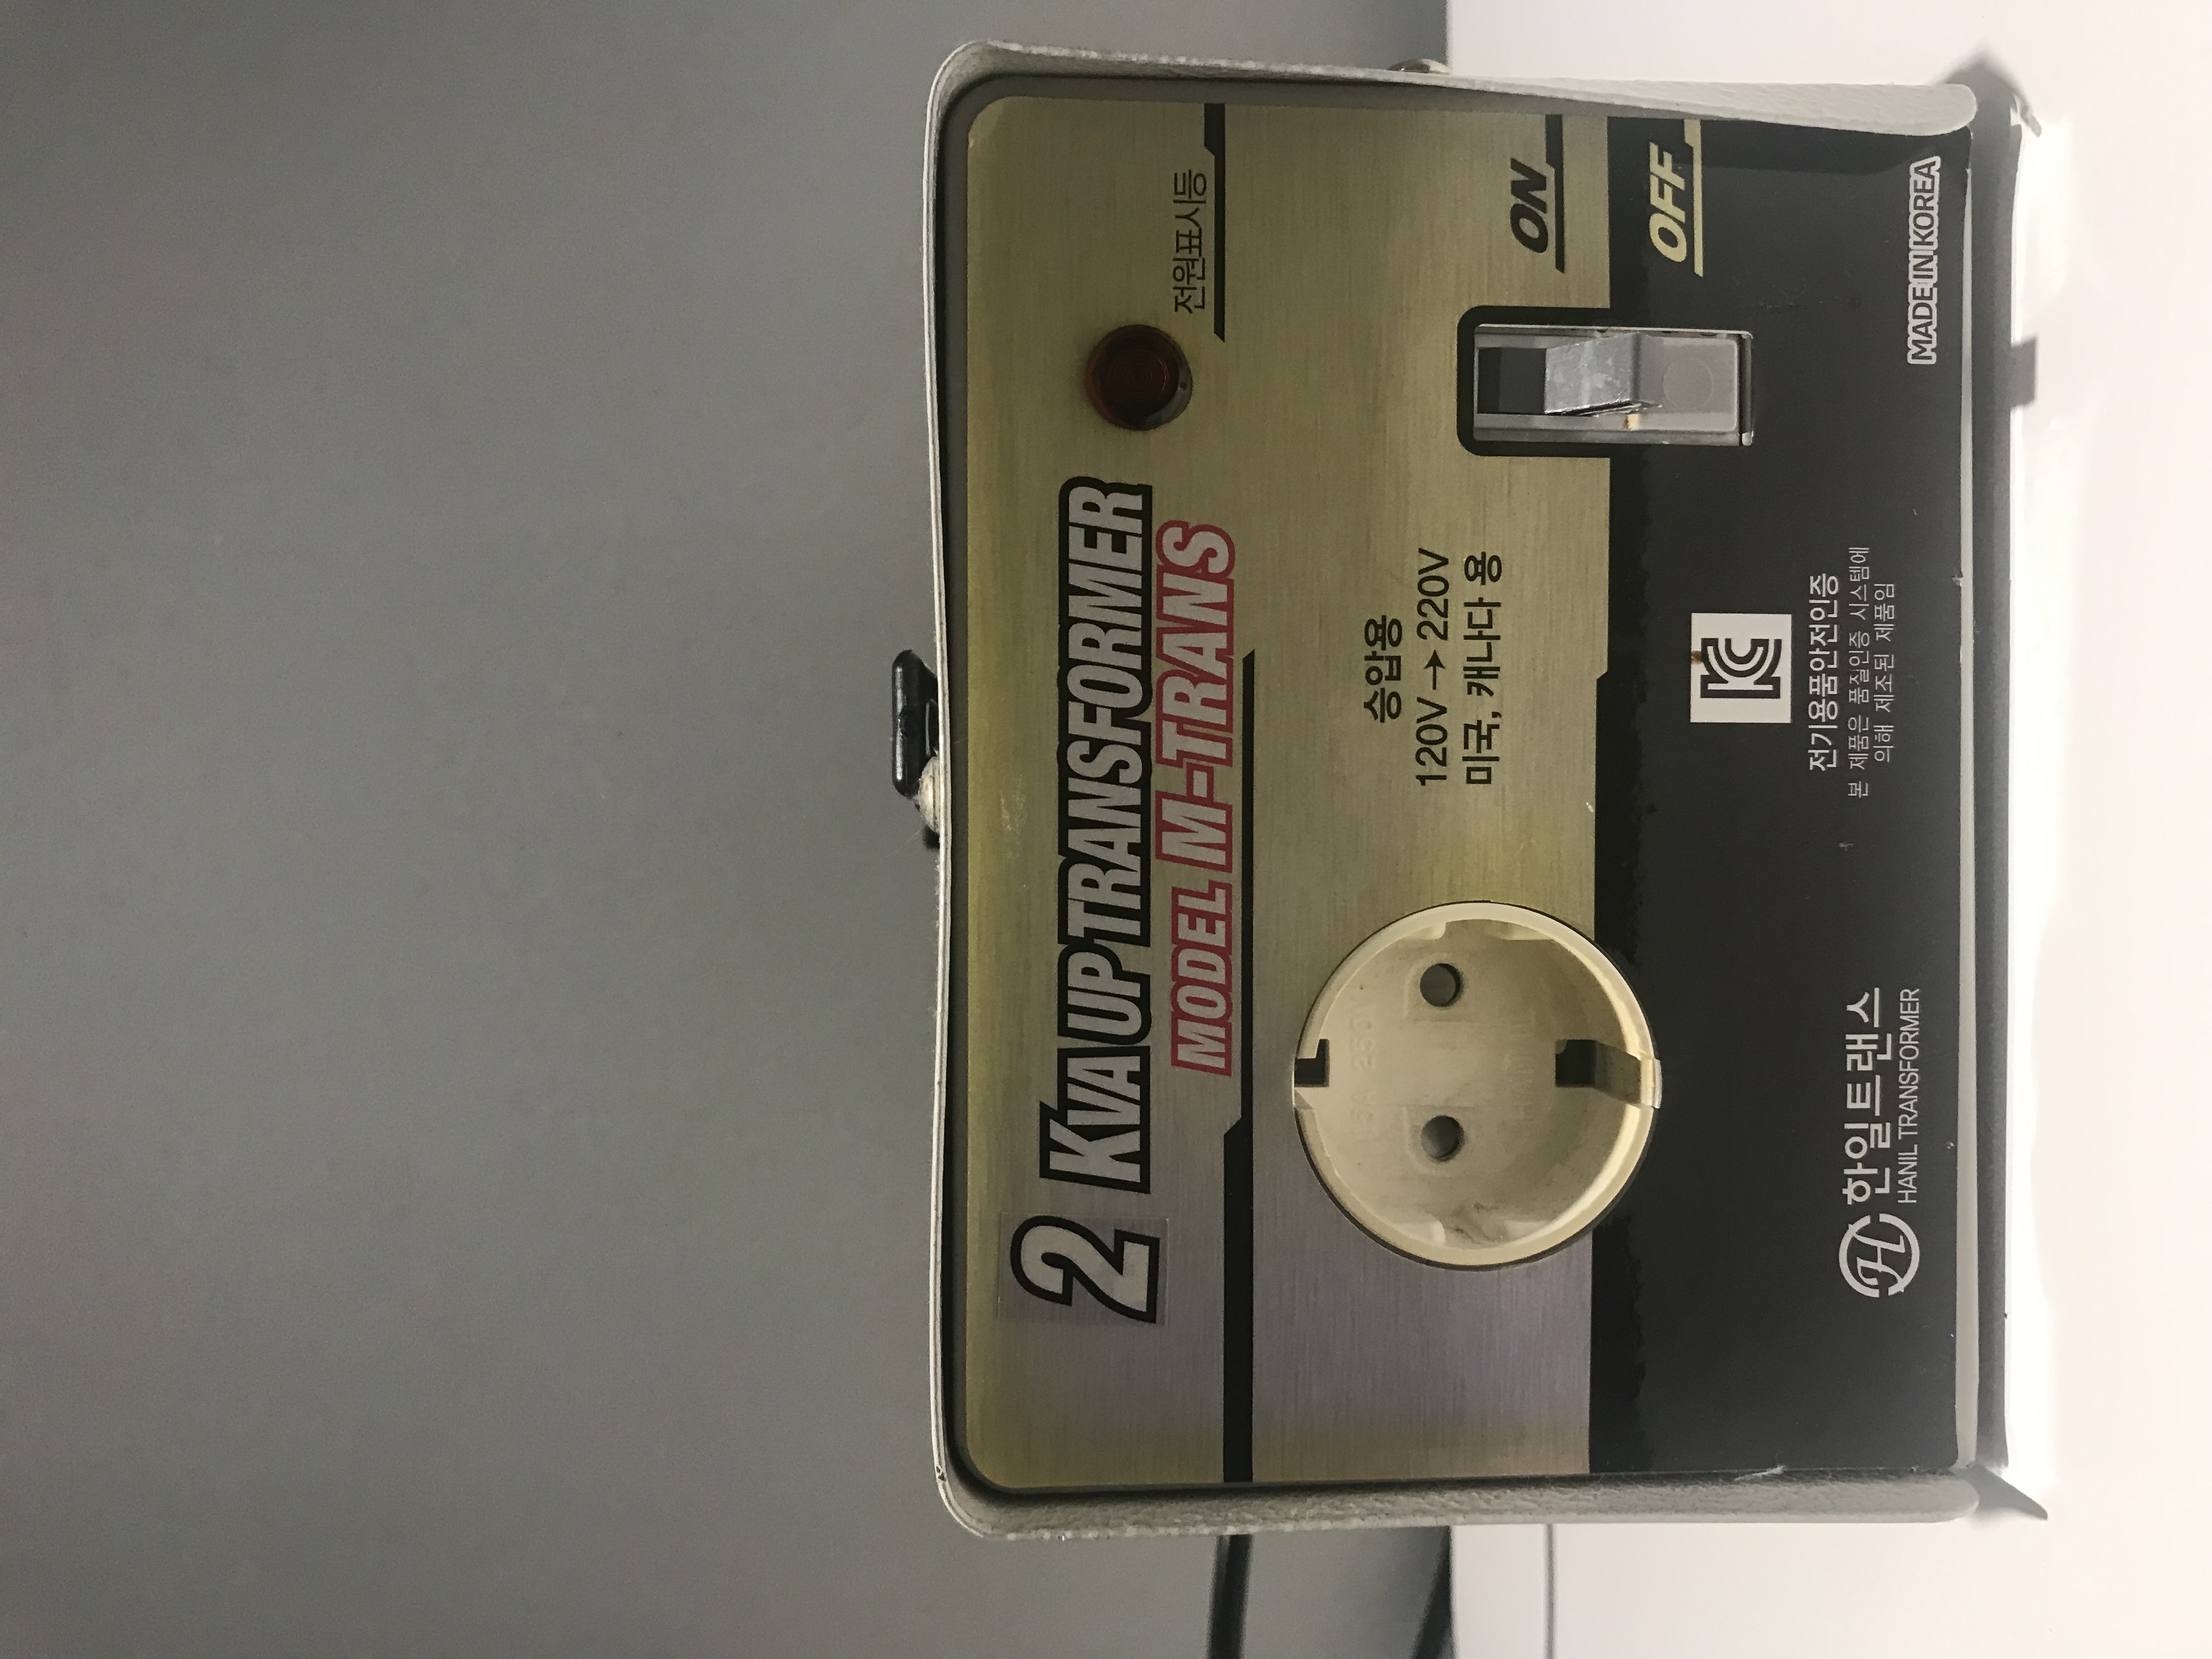 2 KVA UP TRANSFORMER
MODEL M-TRANS
전원표시등
승압용
120V → 220V
미국, 캐나다 용
ON
OFF
전기용품안전인증
본 제품은 품질인증 시스템에
의해 제조된 제품임
한일트랜스
HANIL TRANSFORMER
MADE IN KOREA